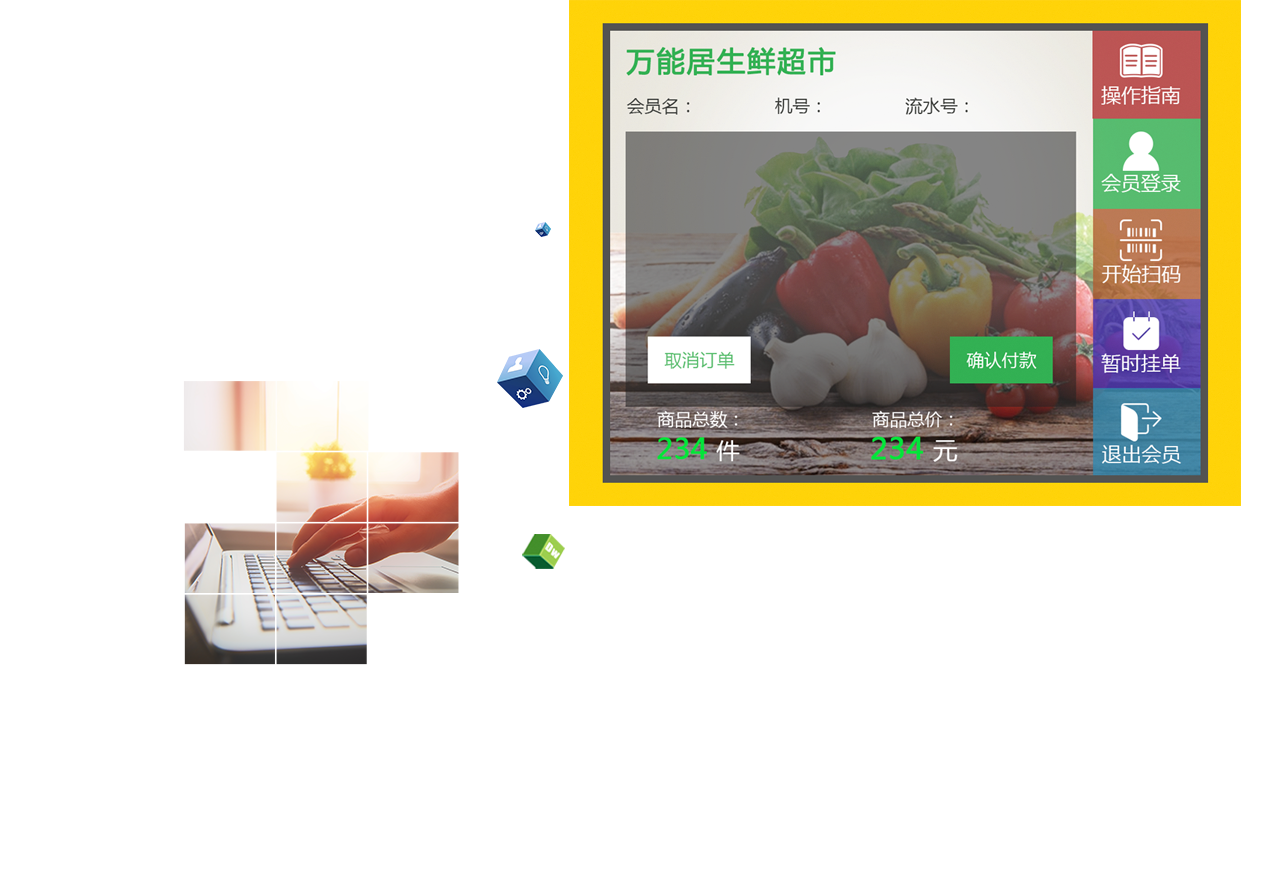 万能居生鲜超市
会员名： 机号： 流水号：
操作指南
会员登录
开始扫码
暂时挂单
退出会员
取消订单 确认付款
商品总数： 商品总价：
234 件 234 元
Dw